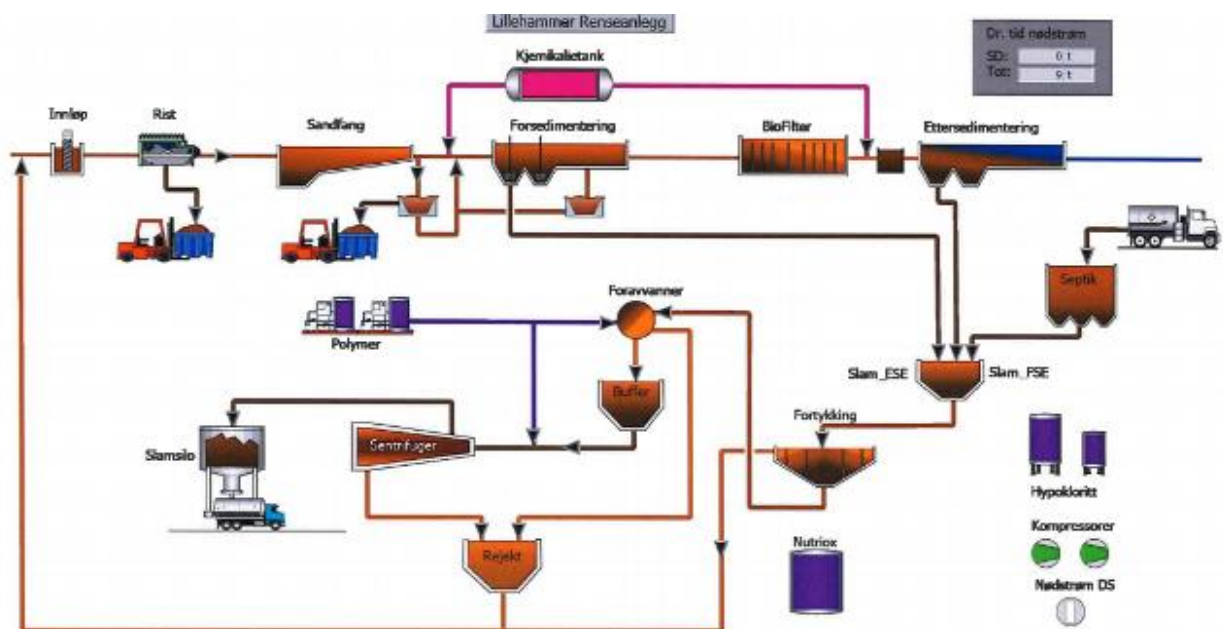 Lillehammer Renseanlegg
Dr. tid nødstrøm
SD: 0 t
Tot: 9 t
Kjemikalietank
Innløp
Rist
Sandfang
Forsedimentering
BioFilter
Ettersedimentering
Septik
Foravvanner
Polymer
Buffer
Slam_ESE
Slam_FSE
Fortykking
Sentrifuger
Slamsilo
Hypokloritt
Kompressorer
Nutriox
Rejekt
Nødstrøm DS